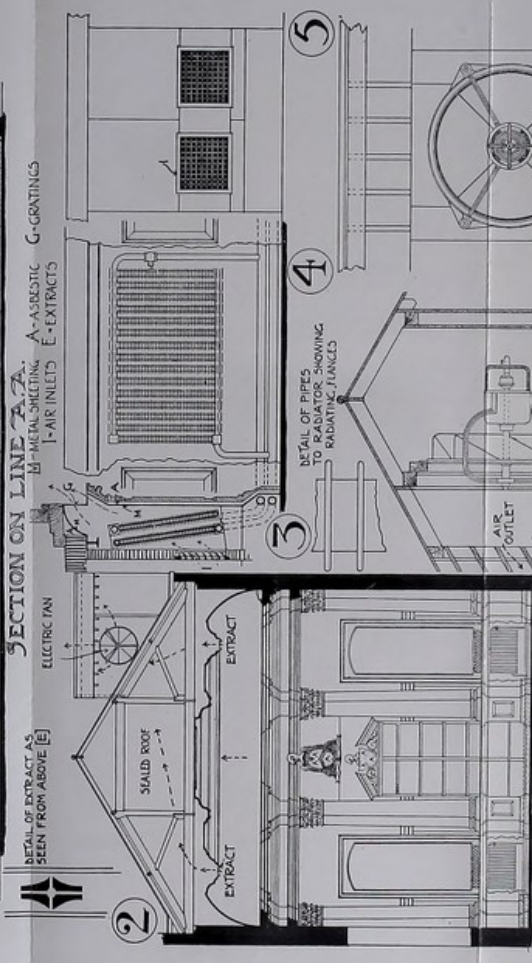 SECTION ON LINE A.A.
M-METAL SHEETING A-ASBESTIC G-GRATINGS
I-AIR INLETS E-EXTRACTS
DETAIL OF EXTRACT AS
SEEN FROM ABOVE [E]
ELECTRIC FAN
SEALED ROOF
EXTRACT
EXTRACT
2
G
A
M
M
I
I
3
DETAIL OF PIPES
TO RADIATOR SHOWING
RADIATING FLANGES
4
AIR
OUTLET
5